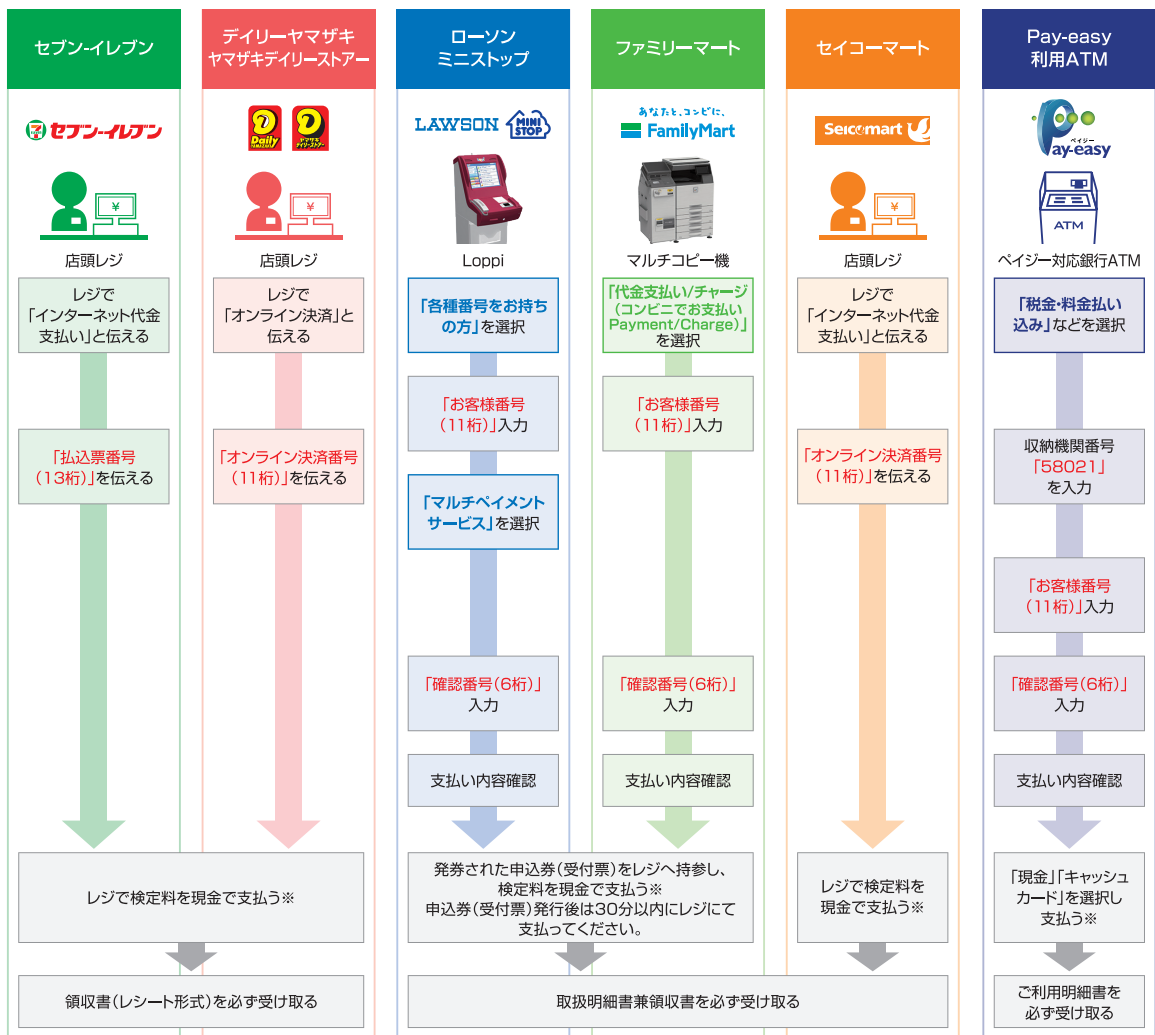 セブン-イレブン
セブン-イレブン
¥
店頭レジ
レジで
「インターネット代金
支払い」と伝える
「払込票番号
(13桁)」を伝える
デイリーヤマザキ
ヤマザキデイリーストアー
Daily
YAMAZAKI
ヤマザキ
デイリーストアー
¥
店頭レジ
レジで
「オンライン決済」と
伝える
「オンライン決済番号
(11桁)」を伝える
レジで検定料を現金で支払う※
領収書(レシート形式)を必ず受け取る
ローソン
ミニストップ
LAWSON
MINI
STOP
Loppi
「各種番号をお持ち
の方」を選択
「お客様番号
(11桁)」入力
「マルチペイメント
サービス」を選択
「確認番号(6桁)」
入力
支払い内容確認
ファミリーマート
あなたと、コンビに、
FamilyMart
マルチコピー機
「代金支払い/チャージ
(コンビニでお支払い
Payment/Charge)」
を選択
「お客様番号
(11桁)」入力
「確認番号(6桁)」
入力
支払い内容確認
発券された申込券(受付票)をレジへ持参し、
検定料を現金で支払う※
申込券(受付票)発行後は30分以内にレジにて
支払ってください。
セイコーマート
Seicomart
¥
店頭レジ
レジで
「インターネット代金
支払い」と伝える
「オンライン決済番号
(11桁)」を伝える
レジで検定料を
現金で支払う※
取扱明細書兼領収書を必ず受け取る
Pay-easy
利用ATM
ペイジー
Pay-easy
ATM
ペイジー対応銀行ATM
「税金・料金払い
込み」などを選択
収納機関番号
「58021」
を入力
「お客様番号
(11桁)」入力
「確認番号(6桁)」
入力
支払い内容確認
「現金」「キャッシュ
カード」を選択し
支払う※
ご利用明細書を
必ず受け取る